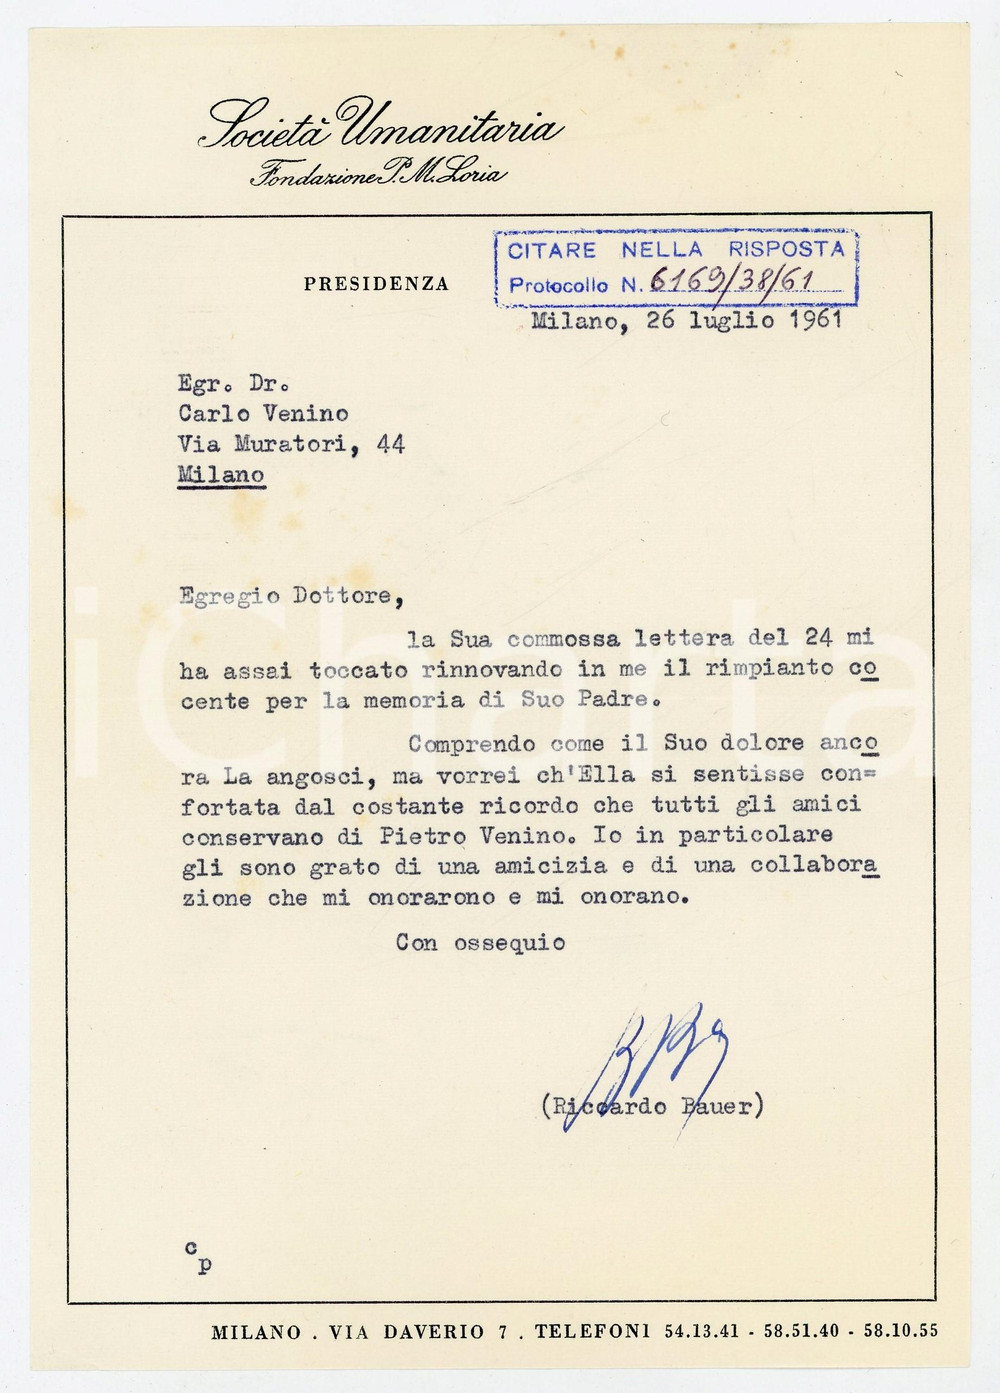 Società Umanitaria
Fondazione P. M. Loria
CITARE NELLA RISPOSTA
Protocollo N. 6169/38/61
PRESIDENZA
Milano, 26 luglio 1961
Egr. Dr.
Carlo Venino
Via Muratori, 44
Milano
Egregio Dottore,
la Sua commossa lettera del 24 mi
ha assai toccato rinnovando in me il rimpianto co
cente per la memoria di Suo Padre.
Comprendo come il Suo dolore anco
ra La angosci, ma vorrei ch'Ella si sentisse con=
fortata dal costante ricordo che tutti gli amici
conservano di Pietro Venino. Io in particolare
gli sono grato di una amicizia e di una collabora
zione che mi onorarono e mi onorano.
Con ossequio
(Riccardo Bauer)
c
p
MILANO . VIA DAVERIO 7 . TELEFONI 54.13.41 - 58.51.40 - 58.10.55
iCharta